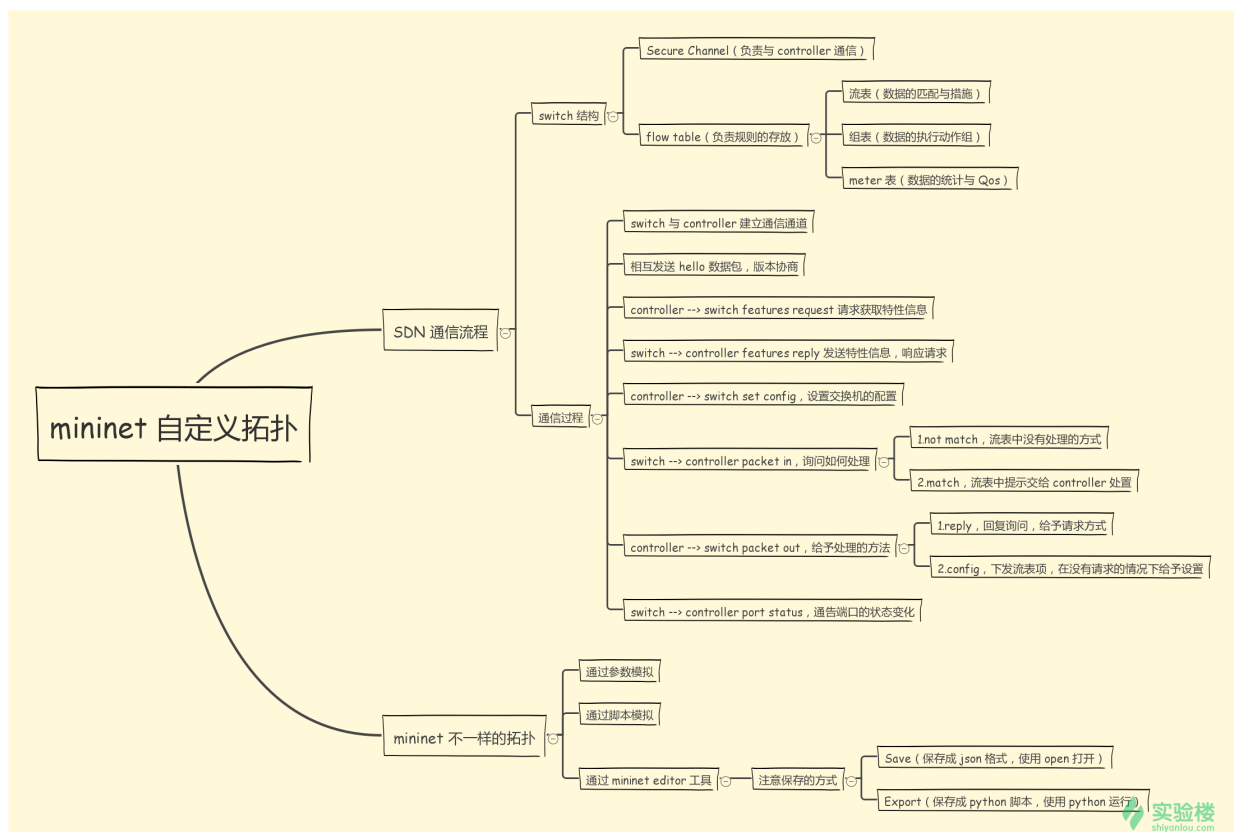 mininet 自定义拓扑
SDN 通信流程
switch 结构
Secure Channel（负责与 controller 通信）
flow table（负责规则的存放）
流表（数据的匹配与措施）
组表（数据的执行动作组）
meter 表（数据的统计与 Qos）
通信过程
switch 与 controller 建立通信通道
相互发送 hello 数据包，版本协商
controller --> switch features request 请求获取特性信息
switch --> controller features reply 发送特性信息，响应请求
controller --> switch set config，设置交换机的配置
switch --> controller packet in，询问如何处理
1.not match，流表中没有处理的方式
2.match，流表中提示交给 controller 处置
controller --> switch packet out，给予处理的方法
1.reply，回复询问，给予请求方式
2.config，下发流表项，在没有请求的情况下给予设置
switch --> controller port status，通告端口的状态变化
mininet 不一样的拓扑
通过参数模拟
通过脚本模拟
通过 mininet editor 工具
注意保存的方式
Save（保存成 json 格式，使用 open 打开）
Export（保存成 python 脚本，使用 python 运行）
实验楼
shiyanlou.com